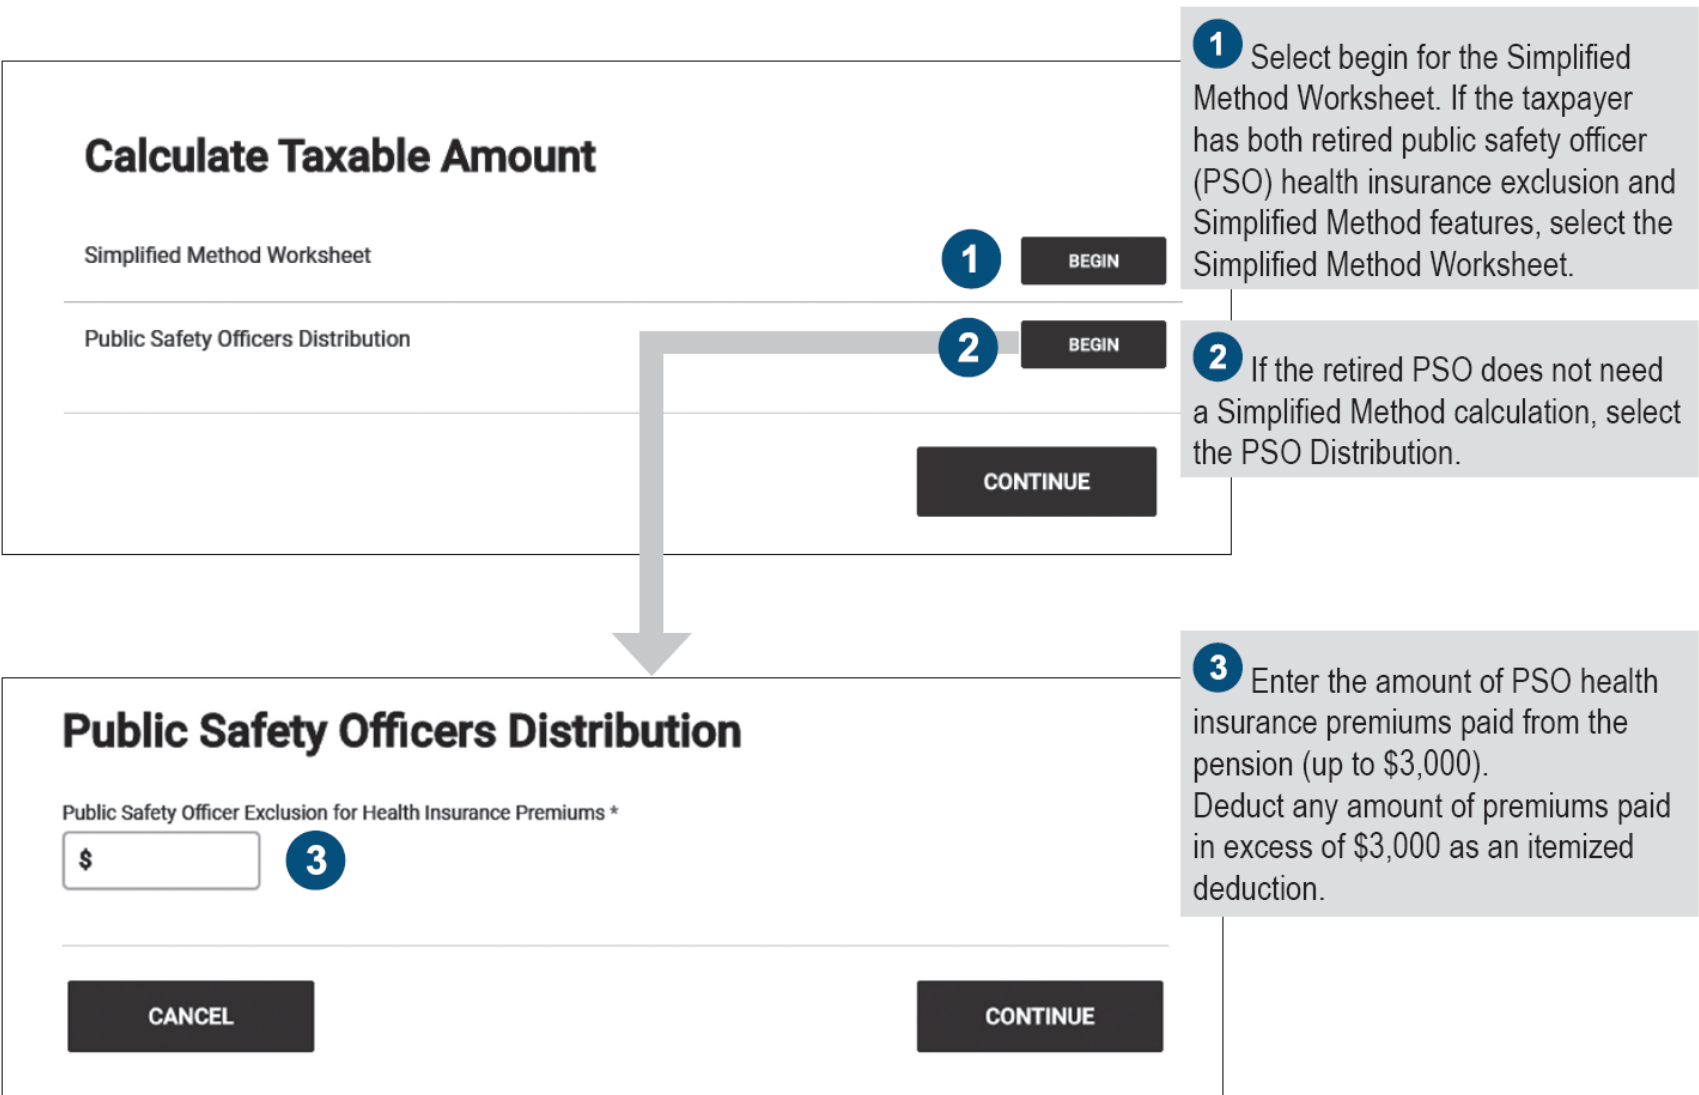 Calculate Taxable Amount
Simplified Method Worksheet
1
BEGIN
Public Safety Officers Distribution
2
BEGIN
CONTINUE
1 Select begin for the Simplified
Method Worksheet. If the taxpayer
has both retired public safety officer
(PSO) health insurance exclusion and
Simplified Method features, select the
Simplified Method Worksheet.
2 If the retired PSO does not need
a Simplified Method calculation, select
the PSO Distribution.
Public Safety Officers Distribution
Public Safety Officer Exclusion for Health Insurance Premiums *
$
3
CANCEL
CONTINUE
3 Enter the amount of PSO health
insurance premiums paid from the
pension (up to $3,000).
Deduct any amount of premiums paid
in excess of $3,000 as an itemized
deduction.